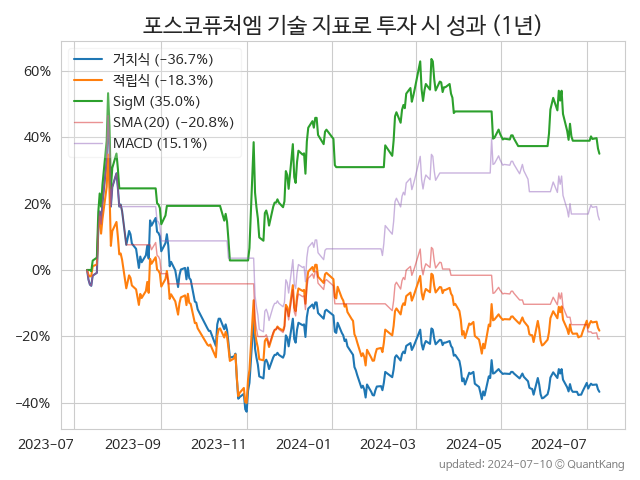 포스코퓨처엠 기술 지표로 투자 시 성과 (1년)
거치식 (−36.7%)
적립식 (−18.3%)
SigM (35.0%)
SMA(20) (−20.8%)
MACD (15.1%)
60%
40%
20%
0%
−20%
−40%
2023-07 2023-09 2023-11 2024-01 2024-03 2024-05 2024-07
updated: 2024-07-10 © QuantKang